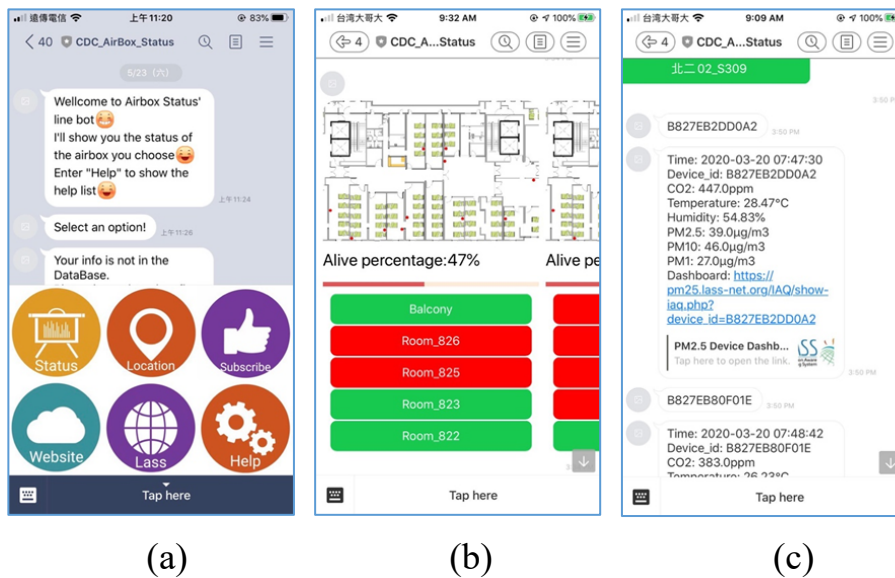 遠傳電信 上午11:20 83%
40 CDC_AirBox_Status
5/23 (六)
Wellcome to Airbox Status'
line bot
I'll show you the status of
the airbox you choose
Enter "Help" to show the
help list
上午11:24
Select an option!
上午11:26
Your info is not in the
DataBase.
Status
Location
Subscribe
Website
Lass
Help
Tap here
(a)
台灣大哥大 9:32 AM 100%
4 CDC_A...Status
Alive percentage:47%
Alive pe
Balcony
Room_826
Room_825
Room_823
Room_822
Tap here
(b)
台灣大哥大 9:09 AM 100%
4 CDC_A...Status
北二02_S309
3:50 P
B827EB2DD0A2
3:50 PM
Time: 2020-03-20 07:47:30
Device_id: B827EB2DD0A2
CO2: 447.0ppm
Temperature: 28.47°C
Humidity: 54.83%
PM2.5: 39.0μg/m3
PM10: 46.0μg/m3
PM1: 27.0μg/m3
Dashboard: https://
pm25.lass-net.org/IAQ/show-
iaq.php?
device_id=B827EB2DD0A2
PM2.5 Device Dashb...
Tap here to open the link.
3:50 PM
B827EB80F01E
3:50 PM
Time: 2020-03-20 07:48:42
Device_id: B827EB80F01E
CO2: 383.0ppm
Temperature: 26.23°C
Tap here
(c)